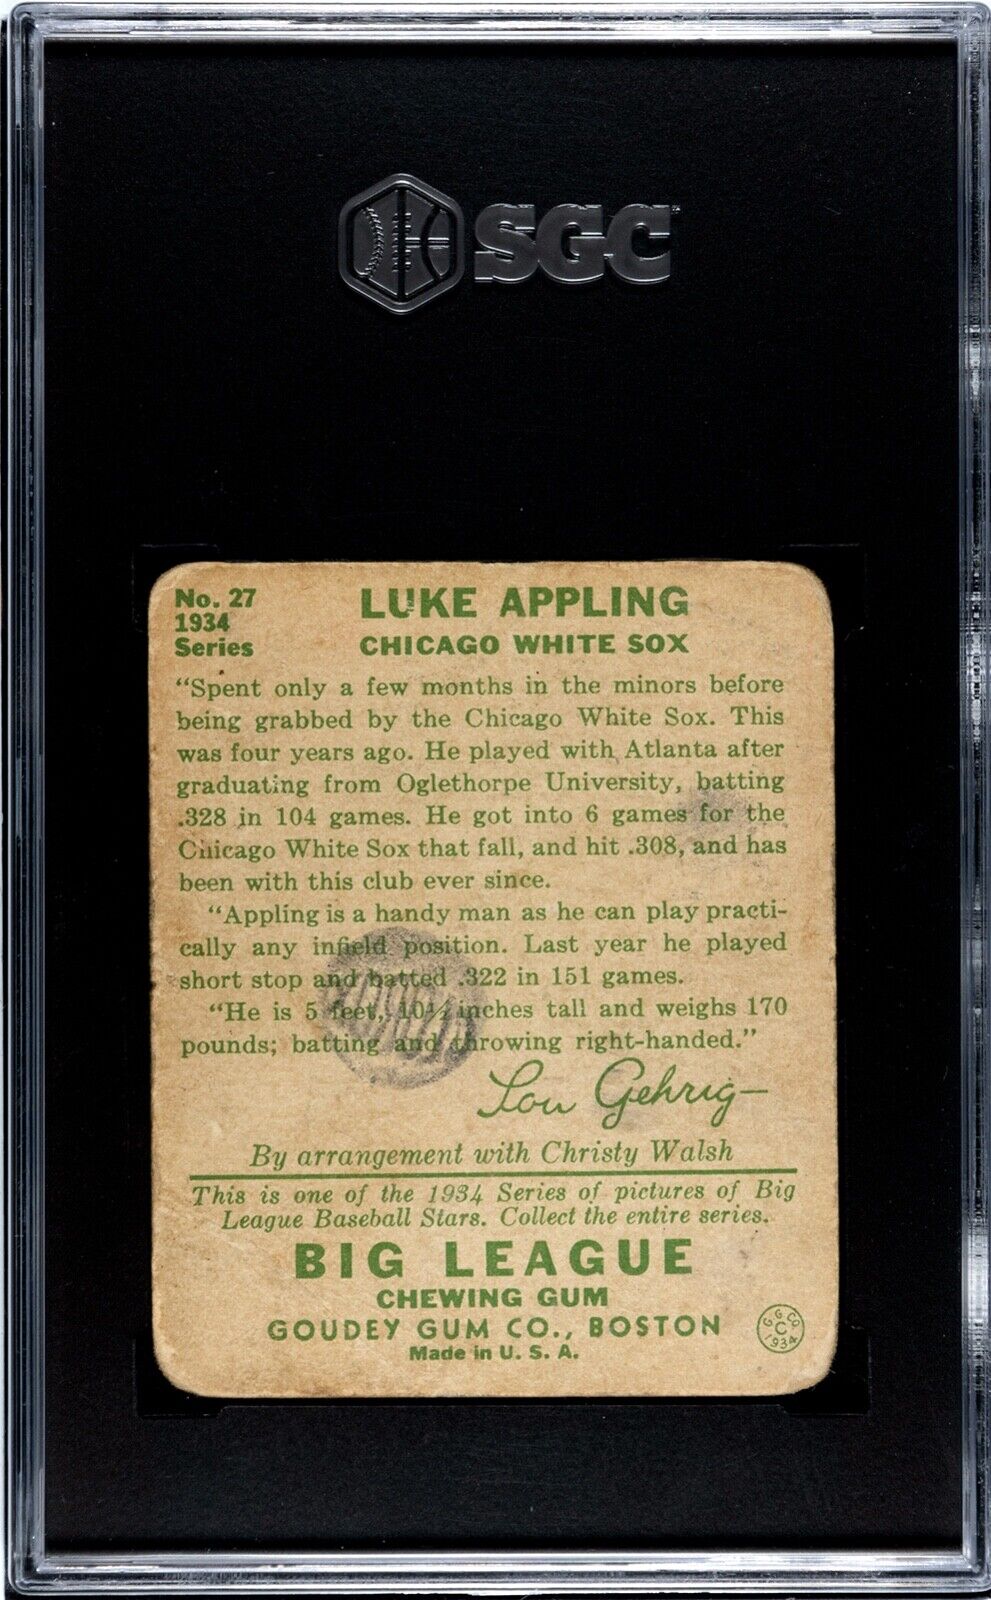 SGC
No. 27
1934
Series
LUKE APPLING
CHICAGO WHITE SOX
"Spent only a few months in the minors before
being grabbed by the Chicago White Sox. This
was four years ago. He played with Atlanta after
graduating from Oglethorpe University, batting
.328 in 104 games. He got into 6 games for the
Chicago White Sox that fall, and hit .308, and has
been with this club ever since.
"Appling is a handy man as he can play practi-
cally any infield position. Last year he played
short stop and batted .322 in 151 games.
"He is 5 feet, 10½ inches tall and weighs 170
pounds; batting and throwing right-handed."
Lou Gehrig—
By arrangement with Christy Walsh
This is one of the 1934 Series of pictures of Big
League Baseball Stars. Collect the entire series.
BIG LEAGUE
CHEWING GUM
GOUDEY GUM CO., BOSTON
Made in U. S. A.
G. G. CO.
C
1934